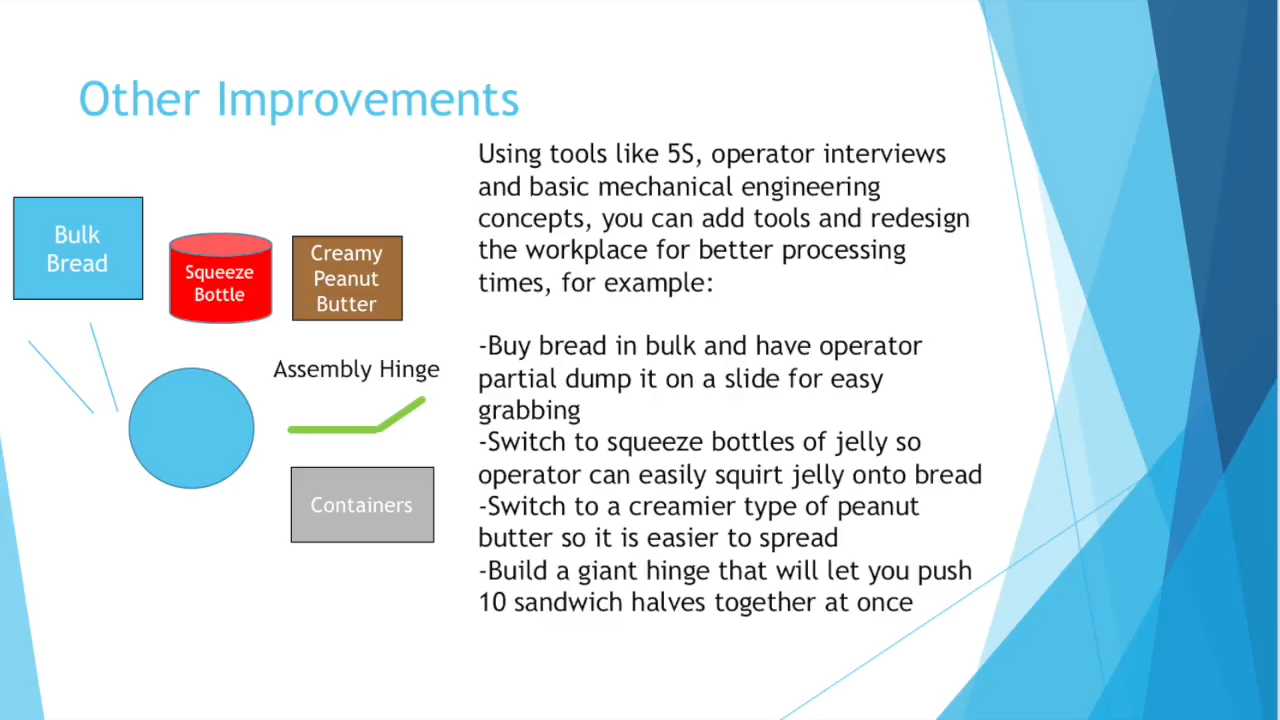 Other Improvements
Using tools like 5S, operator interviews
and basic mechanical engineering
concepts, you can add tools and redesign
the workplace for better processing
times, for example:
-Buy bread in bulk and have operator
partial dump it on a slide for easy
grabbing
-Switch to squeeze bottles of jelly so
operator can easily squirt jelly onto bread
-Switch to a creamier type of peanut
butter so it is easier to spread
-Build a giant hinge that will let you push
10 sandwich halves together at once
Bulk
Bread
Squeeze
Bottle
Creamy
Peanut
Butter
Assembly Hinge
Containers